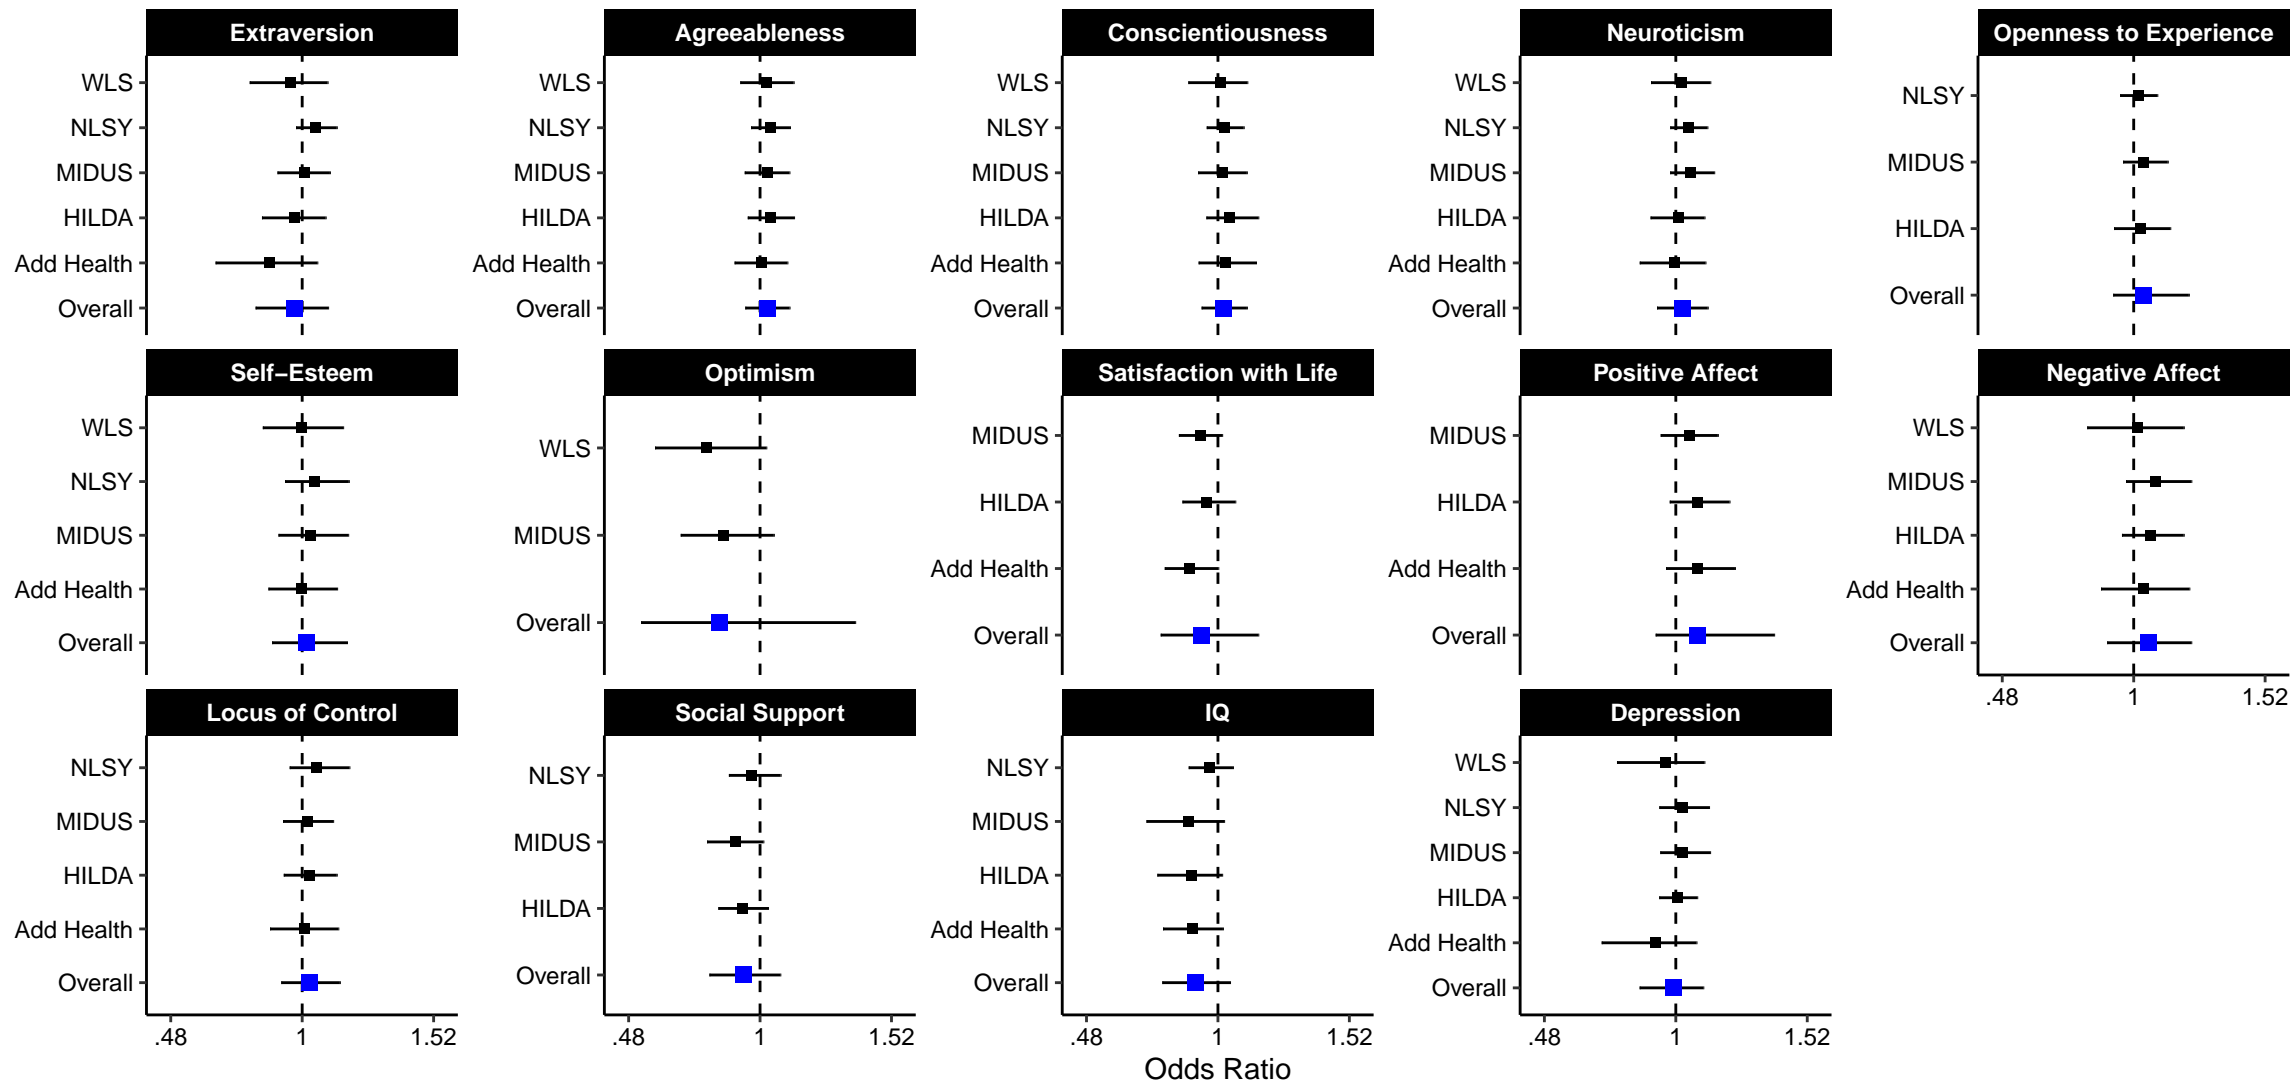 Extraversion
WLS
NLSY
MIDUS
HILDA
Add Health
Overall
Agreeableness
WLS
NLSY
MIDUS
HILDA
Add Health
Overall
Conscientiousness
WLS
NLSY
MIDUS
HILDA
Add Health
Overall
Neuroticism
WLS
NLSY
MIDUS
HILDA
Add Health
Overall
Openness to Experience
NLSY
MIDUS
HILDA
Overall
Self−Esteem
WLS
NLSY
MIDUS
Add Health
Overall
Optimism
WLS
MIDUS
Overall
Satisfaction with Life
MIDUS
HILDA
Add Health
Overall
Positive Affect
MIDUS
HILDA
Add Health
Overall
Negative Affect
WLS
MIDUS
HILDA
Add Health
Overall
.48 1 1.52
Locus of Control
NLSY
MIDUS
HILDA
Add Health
Overall
.48 1 1.52
Social Support
NLSY
MIDUS
HILDA
Overall
.48 1 1.52
IQ
NLSY
MIDUS
HILDA
Add Health
Overall
.48 1 1.52
Depression
WLS
NLSY
MIDUS
HILDA
Add Health
Overall
.48 1 1.52
Odds Ratio